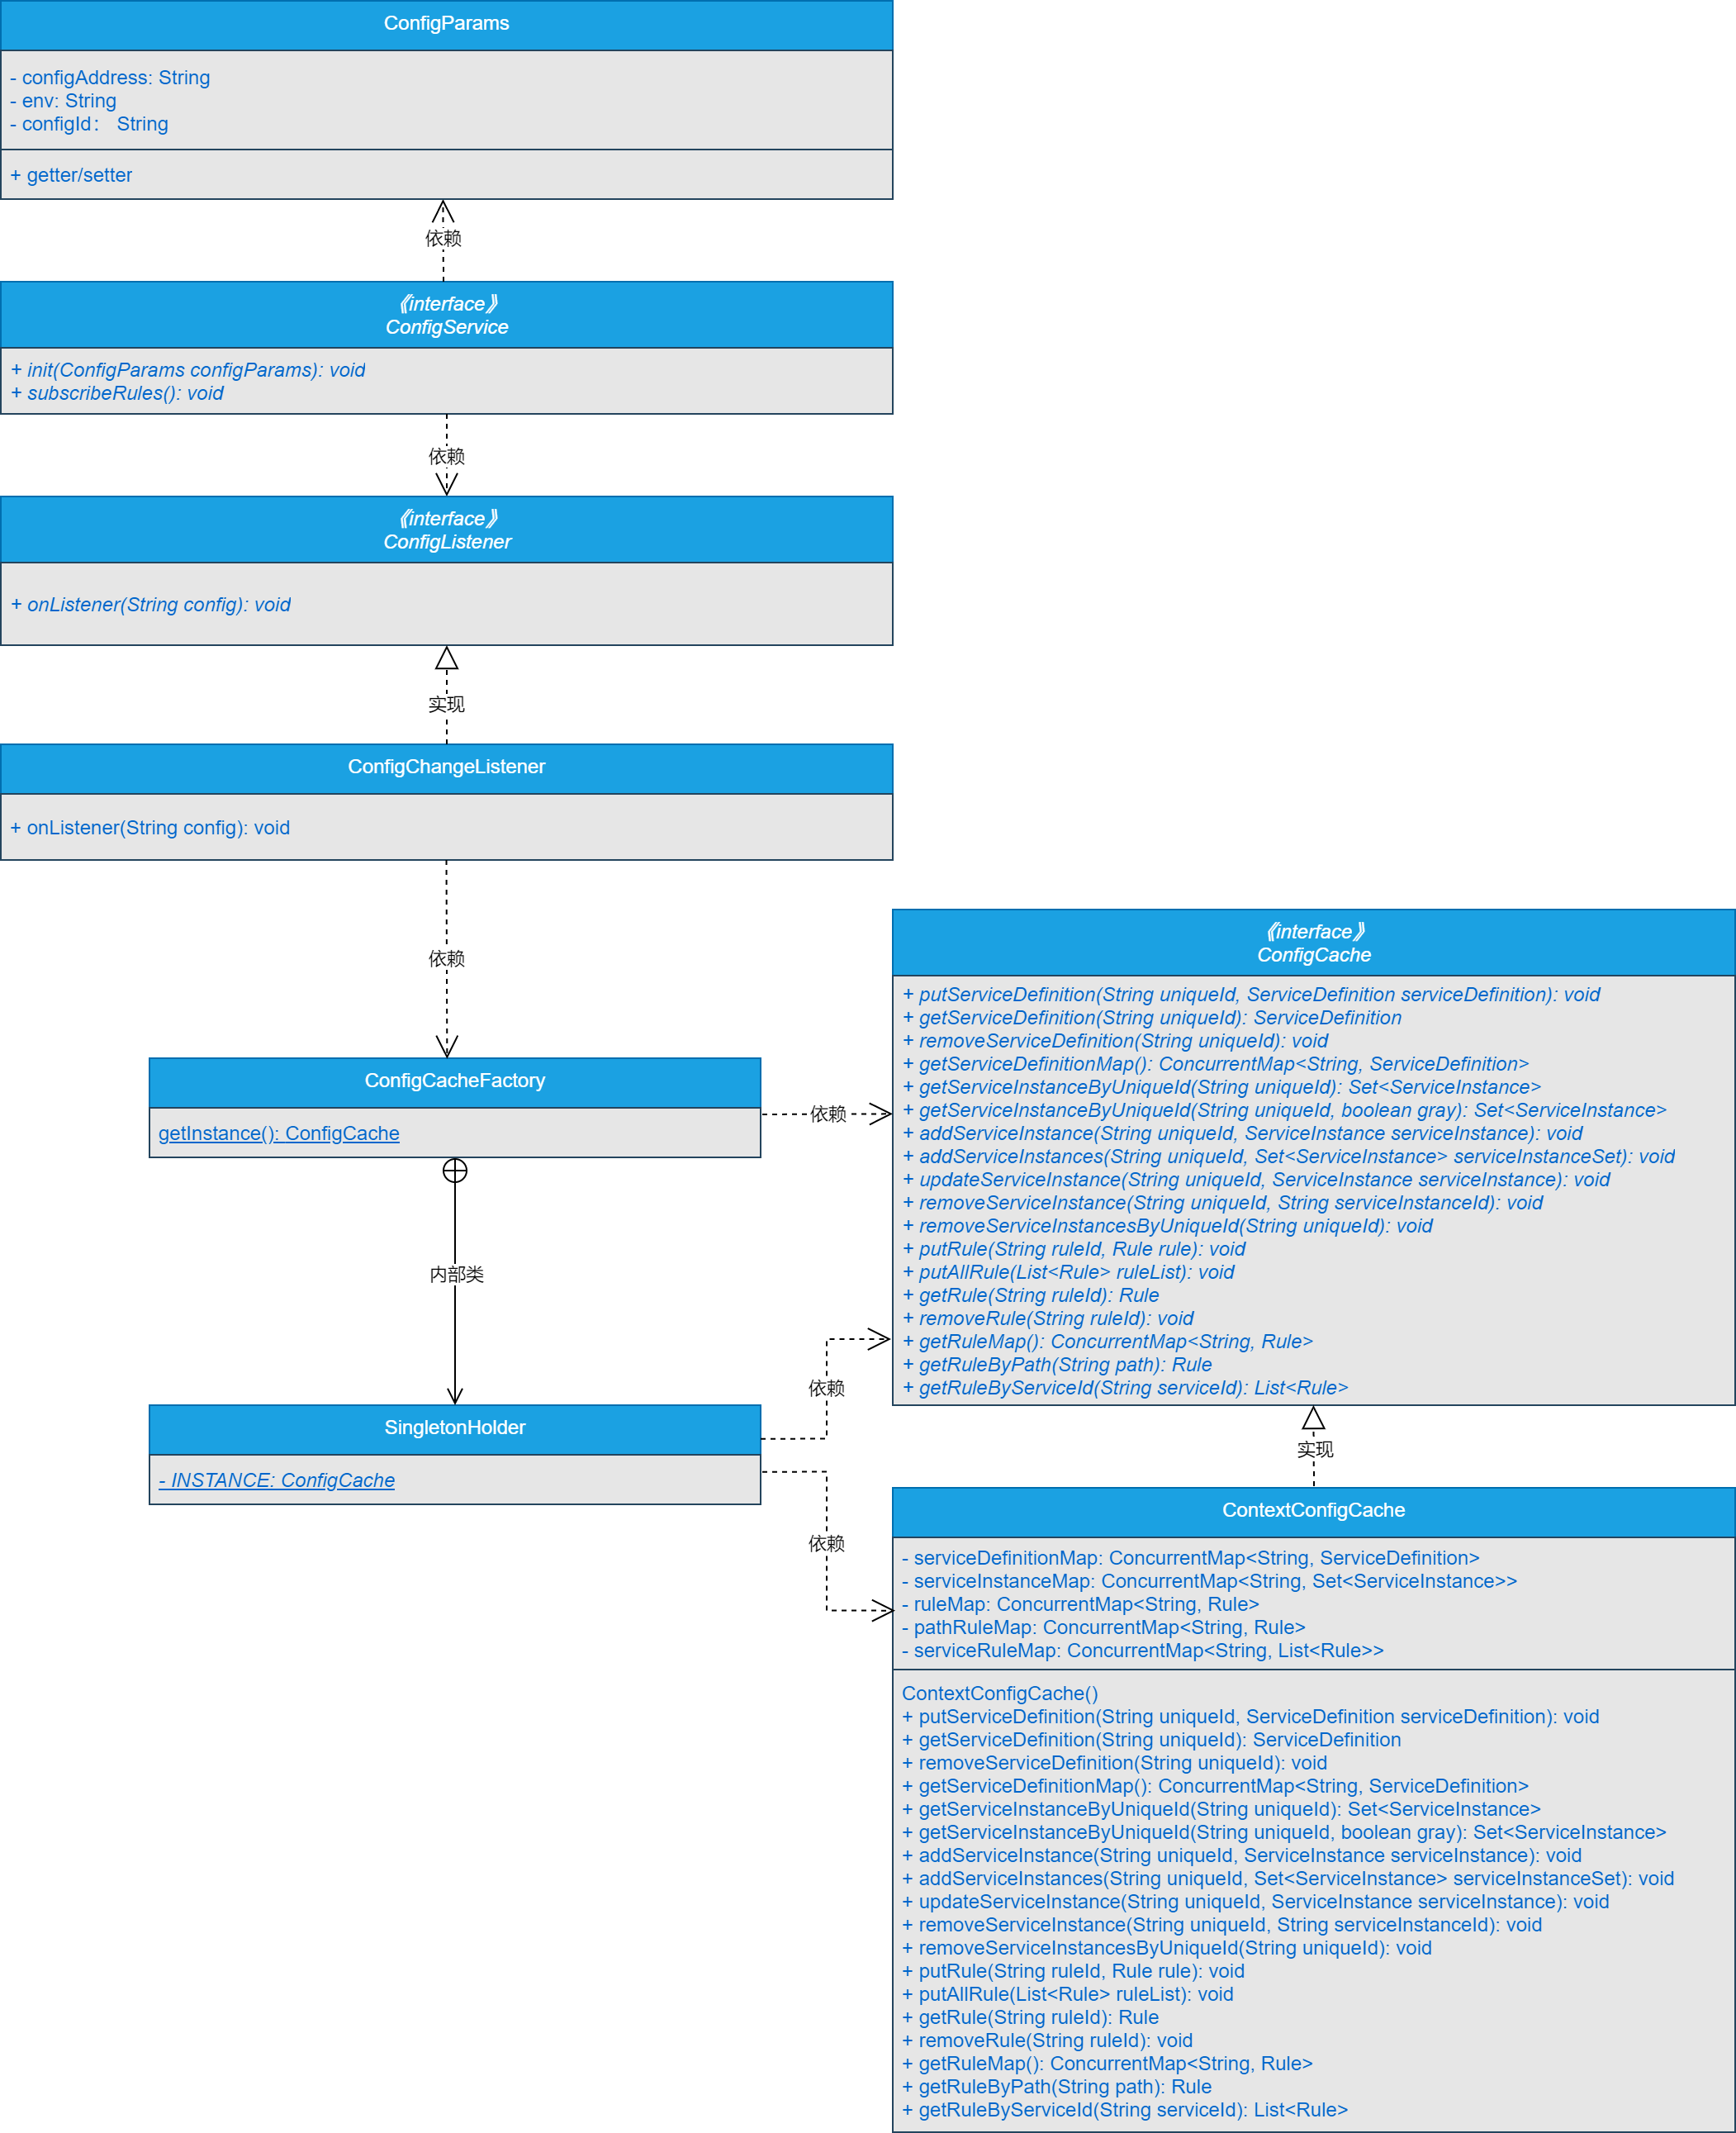 ConfigParams
- configAddress: String
- env: String
- configId： String
+ getter/setter
依赖
《interface》
ConfigService
+ init(ConfigParams configParams): void
+ subscribeRules(): void
依赖
《interface》
ConfigListener
+ onListener(String config): void
实现
ConfigChangeListener
+ onListener(String config): void
依赖
ConfigCacheFactory
getInstance(): ConfigCache
依赖
内部类
SingletonHolder
- INSTANCE: ConfigCache
依赖
依赖
《interface》
ConfigCache
+ putServiceDefinition(String uniqueId, ServiceDefinition serviceDefinition): void
+ getServiceDefinition(String uniqueId): ServiceDefinition
+ removeServiceDefinition(String uniqueId): void
+ getServiceDefinitionMap(): ConcurrentMap<String, ServiceDefinition>
+ getServiceInstanceByUniqueId(String uniqueId): Set<ServiceInstance>
+ getServiceInstanceByUniqueId(String uniqueId, boolean gray): Set<ServiceInstance>
+ addServiceInstance(String uniqueId, ServiceInstance serviceInstance): void
+ addServiceInstances(String uniqueId, Set<ServiceInstance> serviceInstanceSet): void
+ updateServiceInstance(String uniqueId, ServiceInstance serviceInstance): void
+ removeServiceInstance(String uniqueId, String serviceInstanceId): void
+ removeServiceInstancesByUniqueId(String uniqueId): void
+ putRule(String ruleId, Rule rule): void
+ putAllRule(List<Rule> ruleList): void
+ getRule(String ruleId): Rule
+ removeRule(String ruleId): void
+ getRuleMap(): ConcurrentMap<String, Rule>
+ getRuleByPath(String path): Rule
+ getRuleByServiceId(String serviceId): List<Rule>
实现
ContextConfigCache
- serviceDefinitionMap: ConcurrentMap<String, ServiceDefinition>
- serviceInstanceMap: ConcurrentMap<String, Set<ServiceInstance>>
- ruleMap: ConcurrentMap<String, Rule>
- pathRuleMap: ConcurrentMap<String, Rule>
- serviceRuleMap: ConcurrentMap<String, List<Rule>>
ContextConfigCache()
+ putServiceDefinition(String uniqueId, ServiceDefinition serviceDefinition): void
+ getServiceDefinition(String uniqueId): ServiceDefinition
+ removeServiceDefinition(String uniqueId): void
+ getServiceDefinitionMap(): ConcurrentMap<String, ServiceDefinition>
+ getServiceInstanceByUniqueId(String uniqueId): Set<ServiceInstance>
+ getServiceInstanceByUniqueId(String uniqueId, boolean gray): Set<ServiceInstance>
+ addServiceInstance(String uniqueId, ServiceInstance serviceInstance): void
+ addServiceInstances(String uniqueId, Set<ServiceInstance> serviceInstanceSet): void
+ updateServiceInstance(String uniqueId, ServiceInstance serviceInstance): void
+ removeServiceInstance(String uniqueId, String serviceInstanceId): void
+ removeServiceInstancesByUniqueId(String uniqueId): void
+ putRule(String ruleId, Rule rule): void
+ putAllRule(List<Rule> ruleList): void
+ getRule(String ruleId): Rule
+ removeRule(String ruleId): void
+ getRuleMap(): ConcurrentMap<String, Rule>
+ getRuleByPath(String path): Rule
+ getRuleByServiceId(String serviceId): List<Rule>